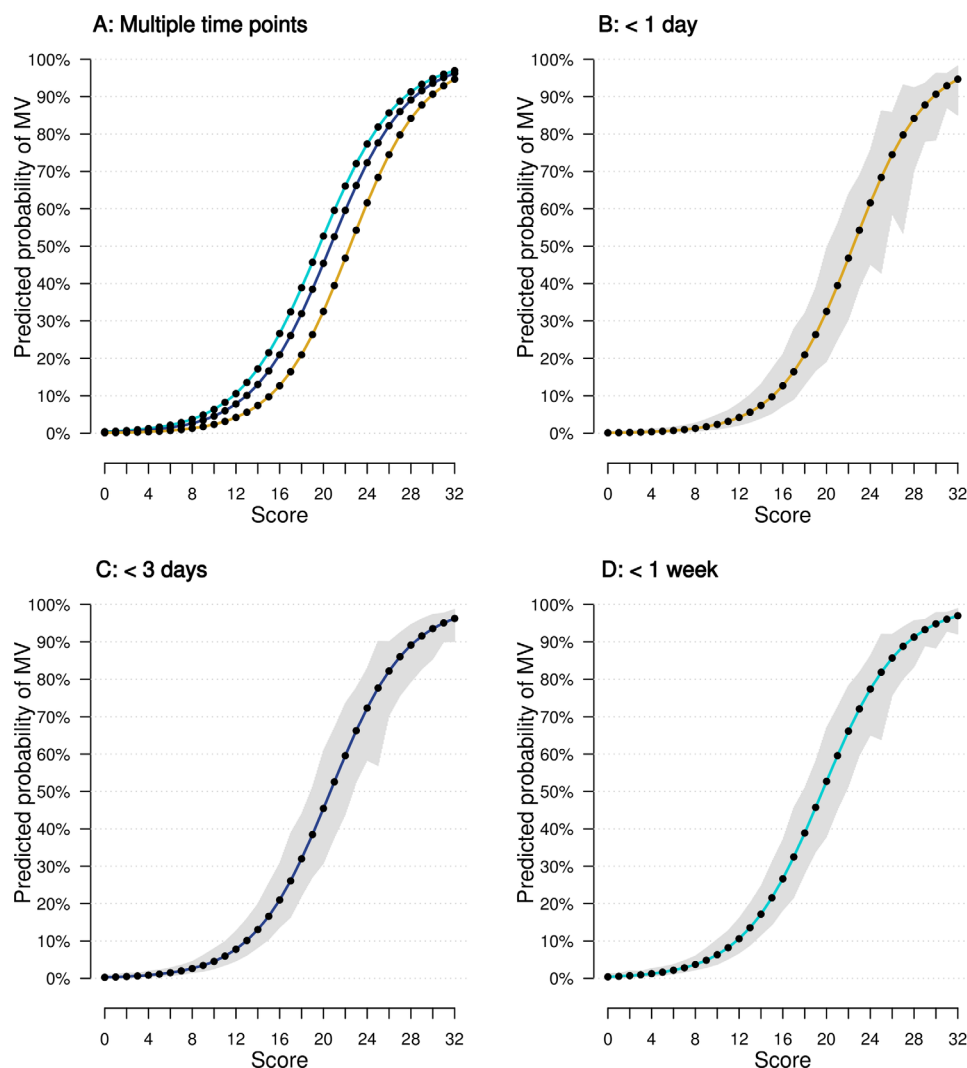 A: Multiple time points
Predicted probability of MV
100%
90%
80%
70%
60%
50%
40%
30%
20%
10%
0%
0 4 8 12 16 20 24 28 32
Score
B: < 1 day
Predicted probability of MV
100%
90%
80%
70%
60%
50%
40%
30%
20%
10%
0%
0 4 8 12 16 20 24 28 32
Score
C: < 3 days
Predicted probability of MV
100%
90%
80%
70%
60%
50%
40%
30%
20%
10%
0%
0 4 8 12 16 20 24 28 32
Score
D: < 1 week
Predicted probability of MV
100%
90%
80%
70%
60%
50%
40%
30%
20%
10%
0%
0 4 8 12 16 20 24 28 32
Score